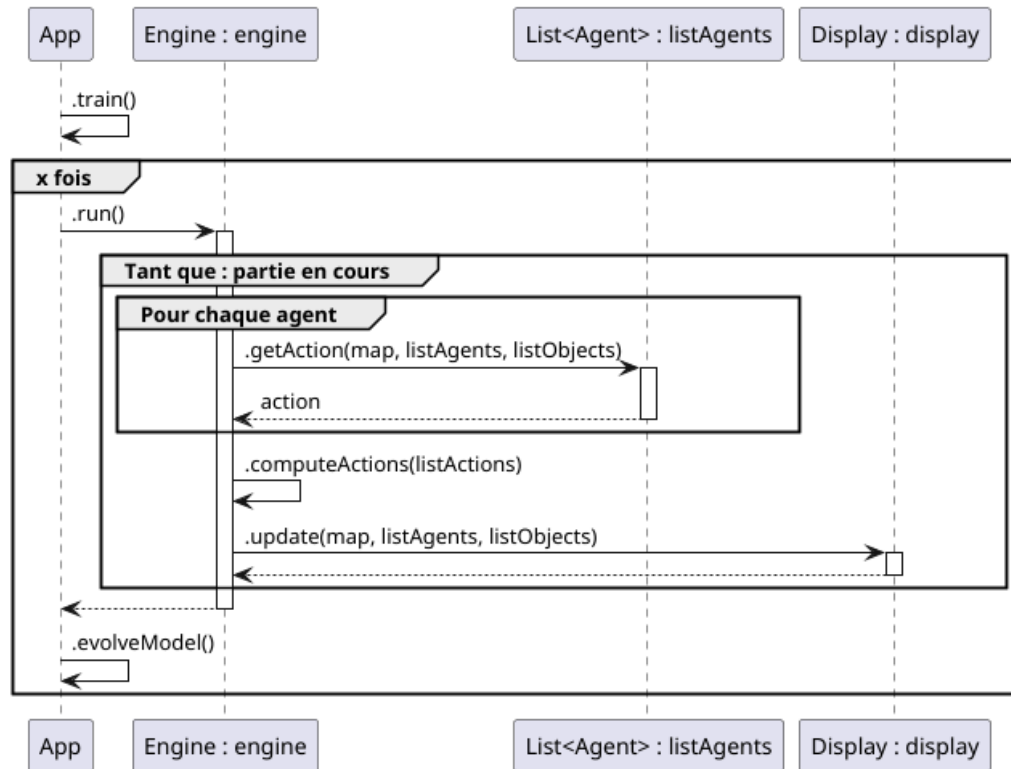 App
Engine : engine
List<Agent> : listAgents
Display : display
.train()
x fois
.run()
Tant que : partie en cours
Pour chaque agent
.getAction(map, listAgents, listObjects)
action
.computeActions(listActions)
.update(map, listAgents, listObjects)
.evolveModel()
App
Engine : engine
List<Agent> : listAgents
Display : display